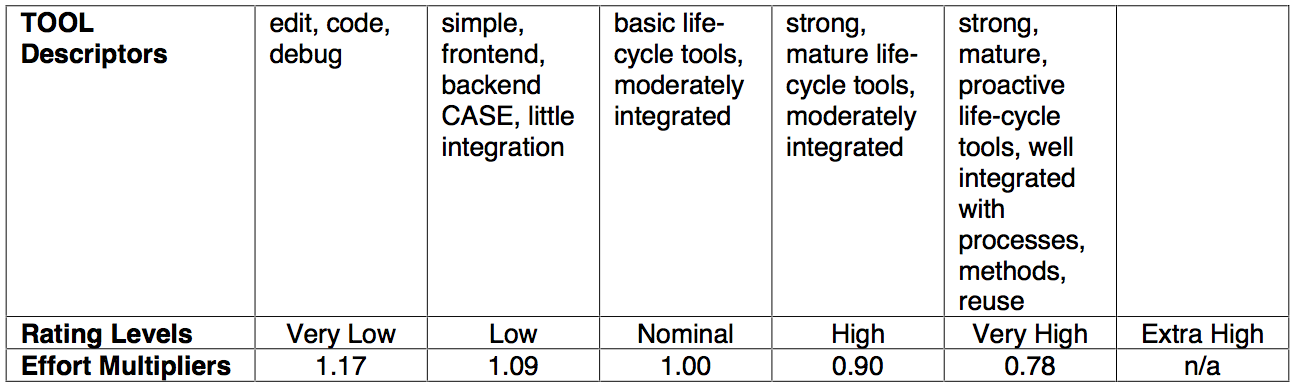 TOOL
Descriptors
edit, code,
debug
simple,
frontend,
backend
CASE, little
integration
basic life-
cycle tools,
moderately
integrated
strong,
mature life-
cycle tools,
moderately
integrated
strong,
mature,
proactive
life-cycle
tools, well
integrated
with
processes,
methods,
reuse
Rating Levels Very Low Low Nominal High Very High Extra High
Effort Multipliers 1.17 1.09 1.00 0.90 0.78 n/a